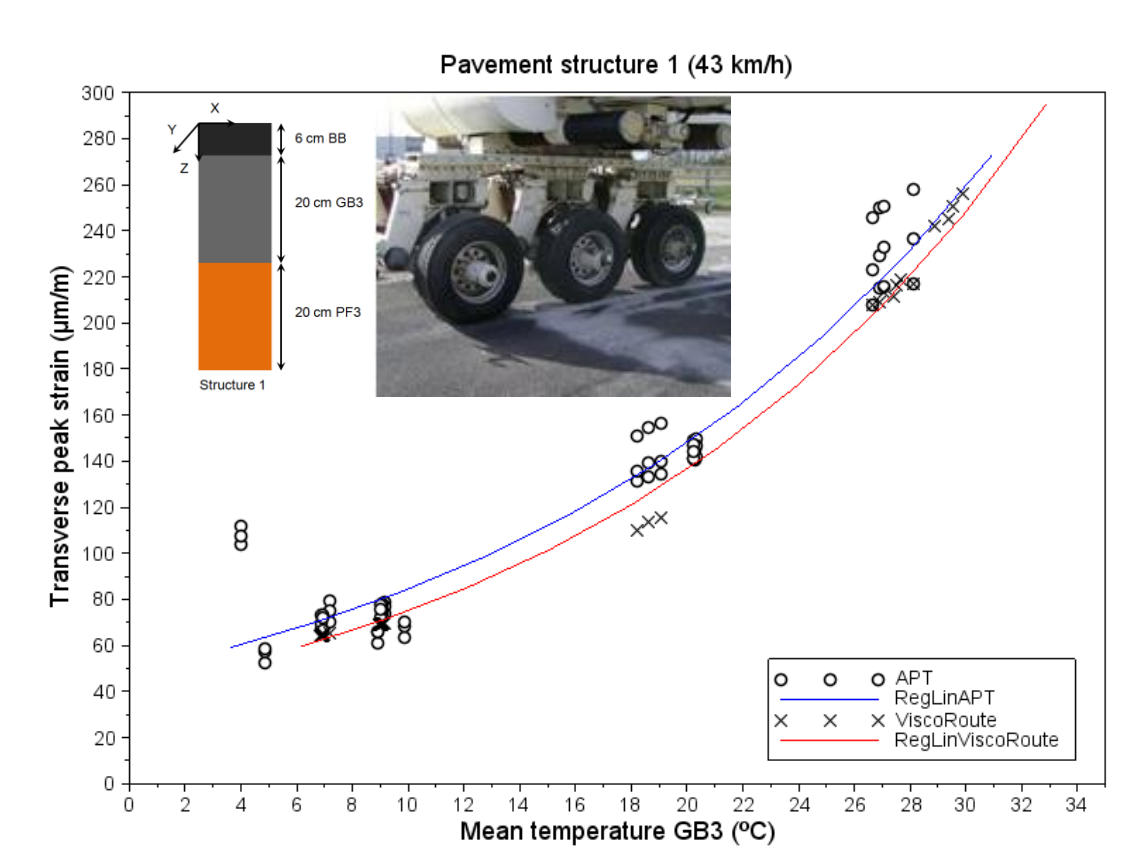 Pavement structure 1 (43 km/h)
300
280
260
240
220
200
180
160
140
120
100
80
60
40
20
0
Transverse peak strain (µm/m)
X
Y
Z
6 cm BB
20 cm GB3
20 cm PF3
Structure 1
APT
RegLinAPT
ViscoRoute
RegLinViscoRoute
0 2 4 6 8 10 12 14 16 18 20 22 24 26 28 30 32 34
Mean temperature GB3 (ºC)